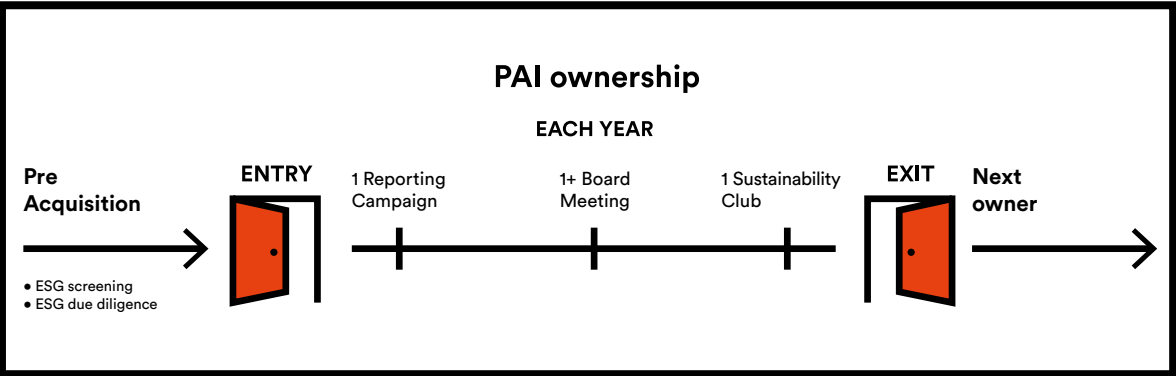 PAI ownership
EACH YEAR
Pre
Acquisition
• ESG screening
• ESG due diligence
ENTRY
1 Reporting
Campaign
1+ Board
Meeting
1 Sustainability
Club
EXIT
Next
owner